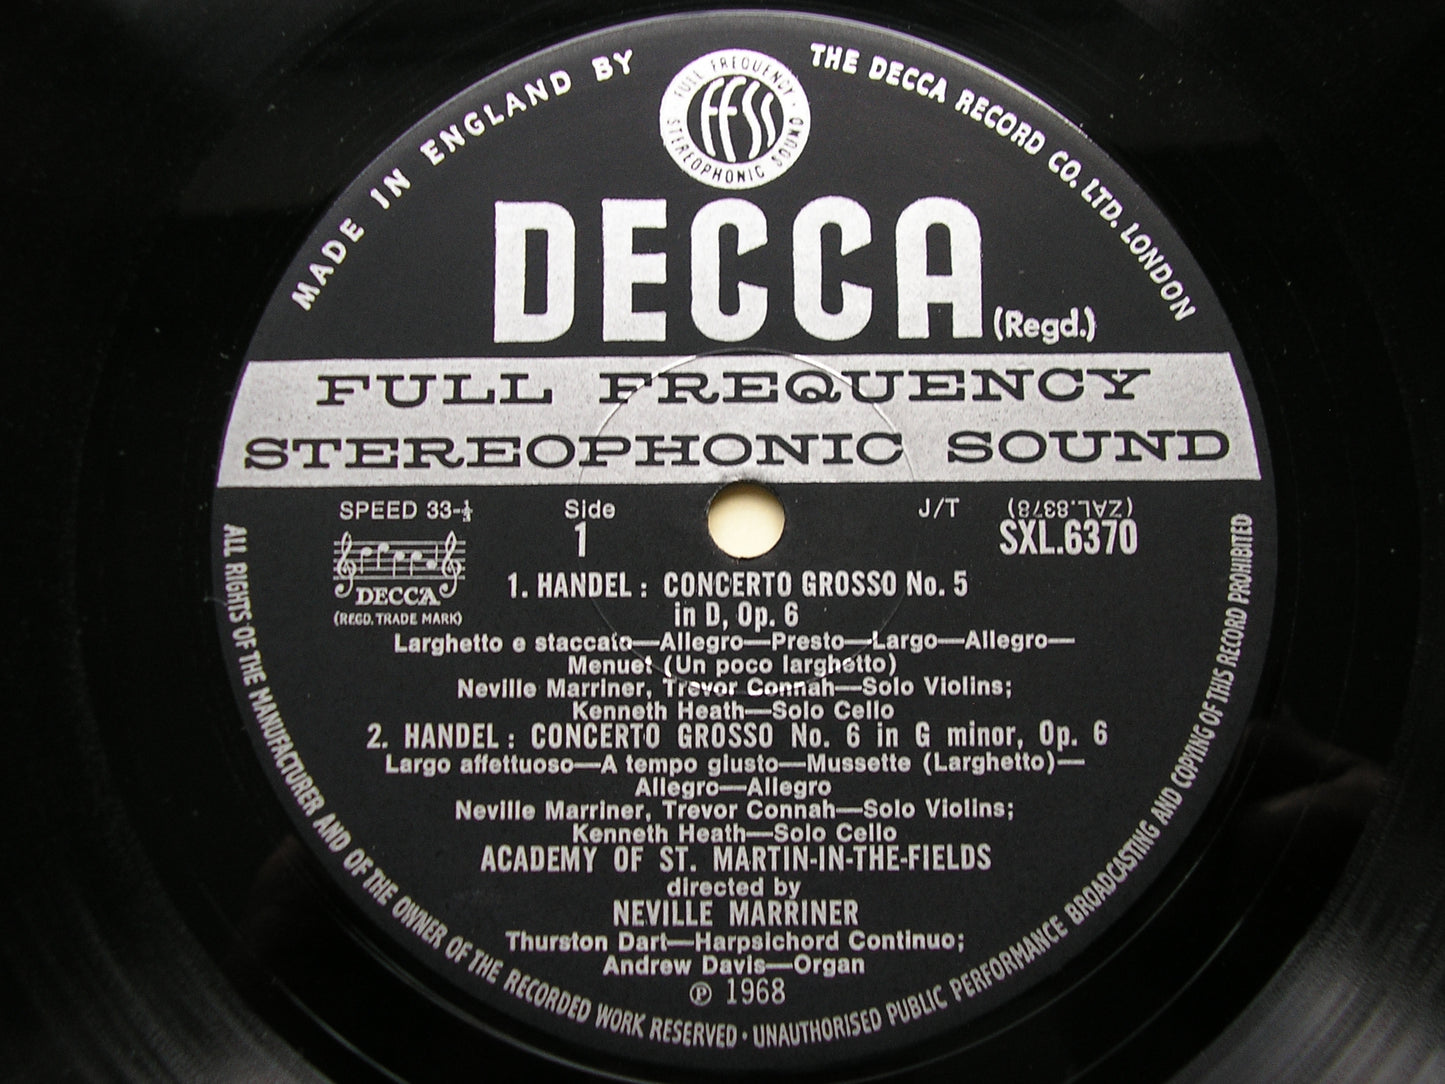 MADE IN ENGLAND BY THE DECCA RECORD CO. LTD. LONDON
FULL FREQUENCY STEREOPHONIC SOUND
FFSS
DECCA (Regd.)
FULL FREQUENCY
STEREOPHONIC SOUND
SPEED 33-⅓ Side J/T (ZAL.8378)
1 SXL.6370
DECCA
(REGD. TRADE MARK)
1. HANDEL : CONCERTO GROSSO No. 5
in D, Op. 6
Larghetto e staccato—Allegro—Presto—Largo—Allegro—
Menuet (Un poco larghetto)
Neville Marriner, Trevor Connah—Solo Violins;
Kenneth Heath—Solo Cello
2. HANDEL : CONCERTO GROSSO No. 6 in G minor, Op. 6
Largo affettuoso—A tempo giusto—Mussette (Larghetto)—
Allegro—Allegro
Neville Marriner, Trevor Connah—Solo Violins;
Kenneth Heath—Solo Cello
ACADEMY OF ST. MARTIN-IN-THE-FIELDS
directed by
NEVILLE MARRINER
Thurston Dart—Harpsichord Continuo;
Andrew Davis—Organ
℗ 1968
ALL RIGHTS OF THE MANUFACTURER AND OF THE OWNER OF THE RECORDED WORK RESERVED · UNAUTHORISED PUBLIC PERFORMANCE BROADCASTING AND COPYING OF THIS RECORD PROHIBITED